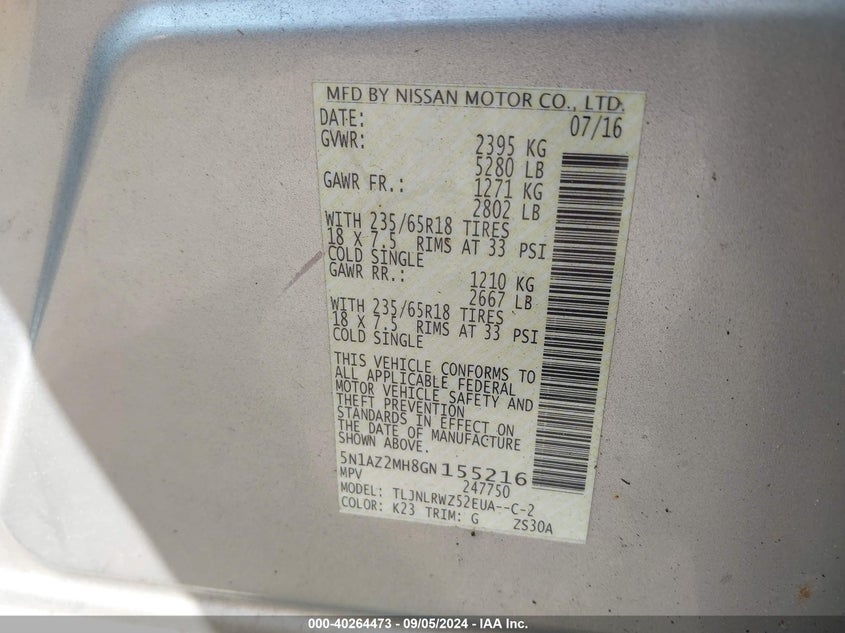 MFD BY NISSAN MOTOR CO., LTD.
DATE: 07/16
GVWR: 2395 KG
5280 LB
GAWR FR.: 1271 KG
2802 LB
WITH 235/65R18 TIRES
18 X 7.5 RIMS AT 33 PSI
COLD SINGLE
GAWR RR.: 1210 KG
2667 LB
WITH 235/65R18 TIRES
18 X 7.5 RIMS AT 33 PSI
COLD SINGLE
THIS VEHICLE CONFORMS TO
ALL APPLICABLE FEDERAL
MOTOR VEHICLE SAFETY AND
THEFT PREVENTION
STANDARDS IN EFFECT ON
THE DATE OF MANUFACTURE
SHOWN ABOVE.
5N1AZ2MH8GN155216
MPV 247750
MODEL: TLJNLRWZ52EUA--C-2
COLOR: K23 TRIM: G ZS30A
000-40264473 - 09/05/2024 - IAA Inc.